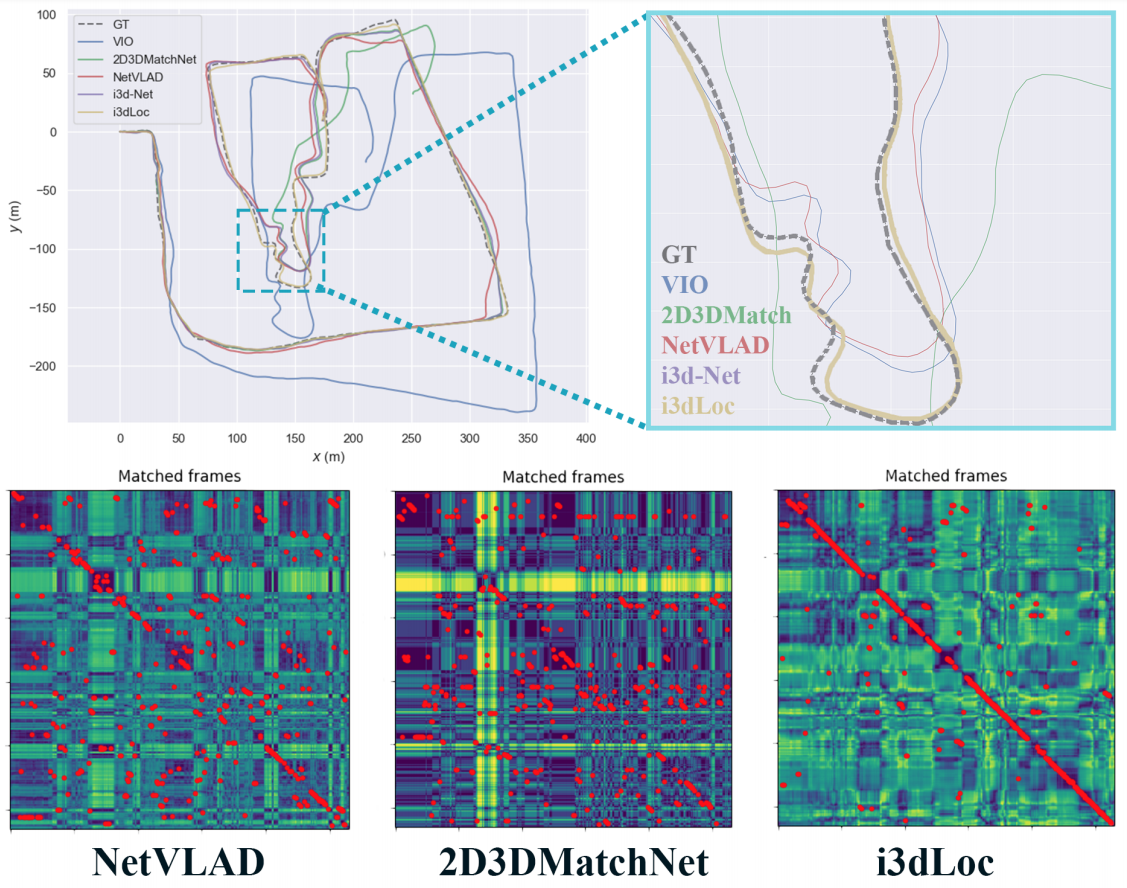 100
50
0
−50
−100
−150
−200
y (m)
GT
VIO
2D3DMatchNet
NetVLAD
i3d-Net
i3dLoc
0 50 100 150 200 250 300 350 400
x (m)
GT
VIO
2D3DMatch
NetVLAD
i3d-Net
i3dLoc
Matched frames
Matched frames
Matched frames
NetVLAD
2D3DMatchNet
i3dLoc